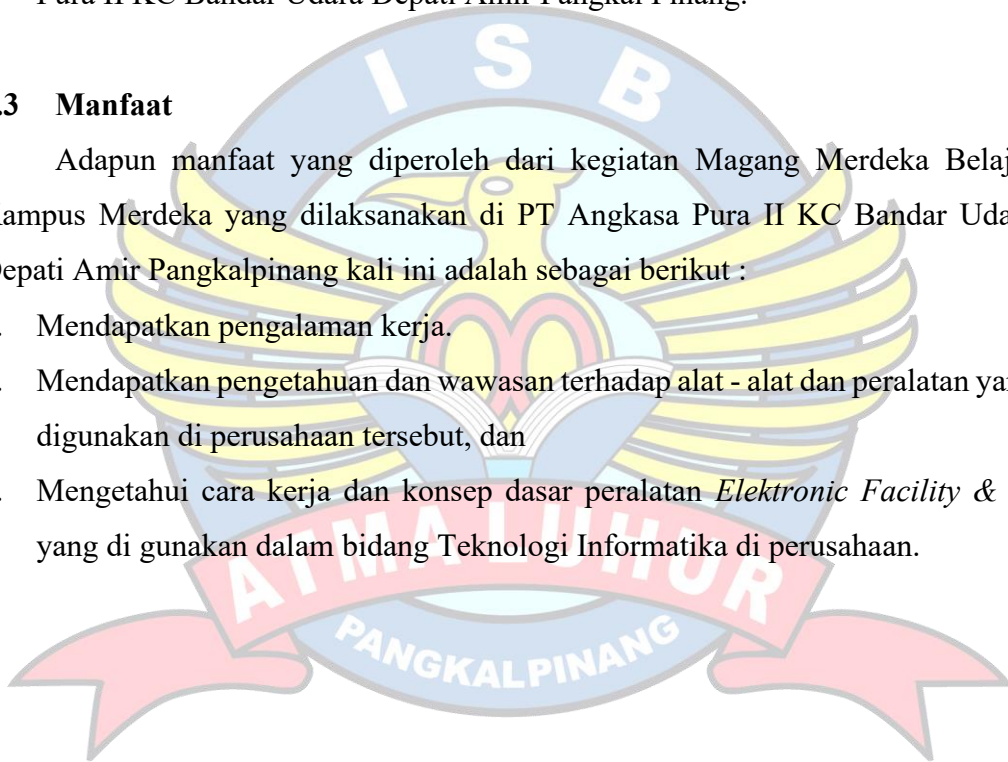 Pura II KC Bandar Udara Depati Amir Pangkal Pinang.
.3 Manfaat
Adapun manfaat yang diperoleh dari kegiatan Magang Merdeka Belaj
ampus Merdeka yang dilaksanakan di PT Angkasa Pura II KC Bandar Uda
epati Amir Pangkalpinang kali ini adalah sebagai berikut :
. Mendapatkan pengalaman kerja.
. Mendapatkan pengetahuan dan wawasan terhadap alat - alat dan peralatan ya
digunakan di perusahaan tersebut, dan
. Mengetahui cara kerja dan konsep dasar peralatan Elektronic Facility &
yang di gunakan dalam bidang Teknologi Informatika di perusahaan.
ISB
ATMA LUHUR
PANGKALPINANG